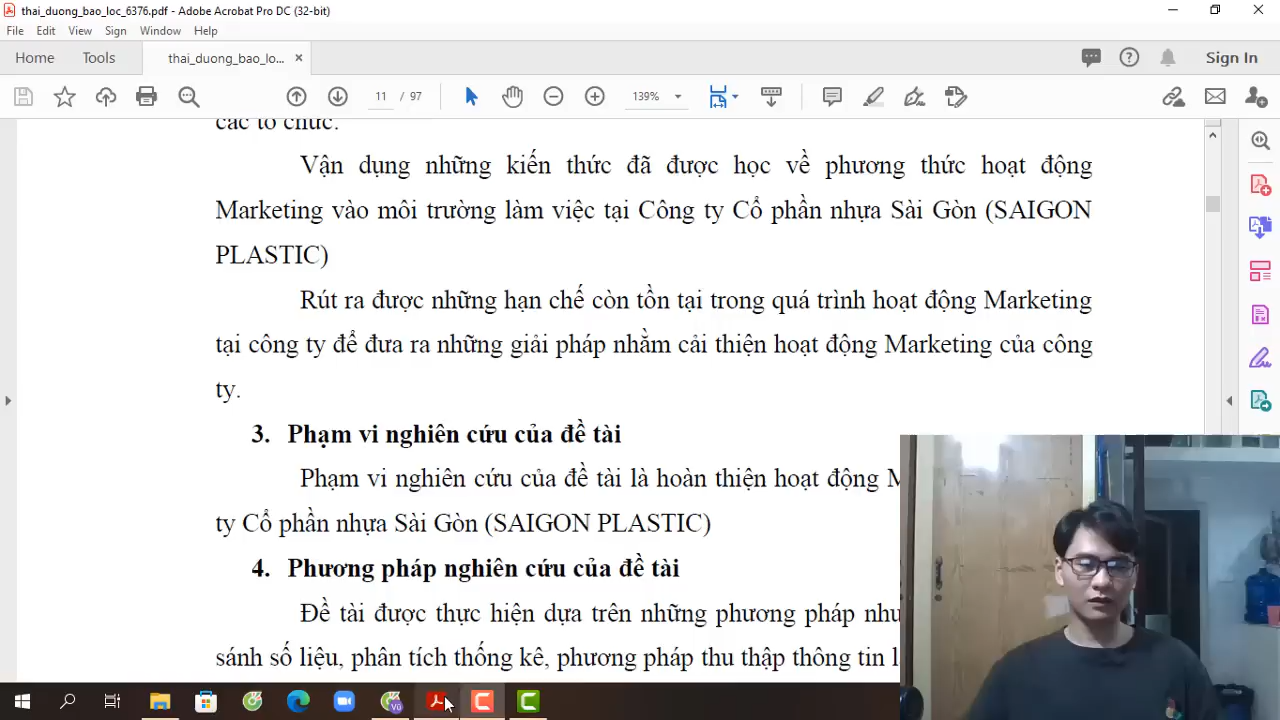 thai_duong_bao_loc_6376.pdf - Adobe Acrobat Pro DC (32-bit)
File Edit View Sign Window Help
Home Tools thai_duong_bao_lo... × Sign In
11 / 97 139%
các tổ chức.
Vận dụng những kiến thức đã được học về phương thức hoạt động
Marketing vào môi trường làm việc tại Công ty Cổ phần nhựa Sài Gòn (SAIGON
PLASTIC)
Rút ra được những hạn chế còn tồn tại trong quá trình hoạt động Marketing
tại công ty để đưa ra những giải pháp nhằm cải thiện hoạt động Marketing của công
ty.
3. Phạm vi nghiên cứu của đề tài
Phạm vi nghiên cứu của đề tài là hoàn thiện hoạt động
ty Cổ phần nhựa Sài Gòn (SAIGON PLASTIC)
4. Phương pháp nghiên cứu của đề tài
Đề tài được thực hiện dựa trên những phương pháp
sánh số liệu, phân tích thống kê, phương pháp thu thập thông tin
Vũ